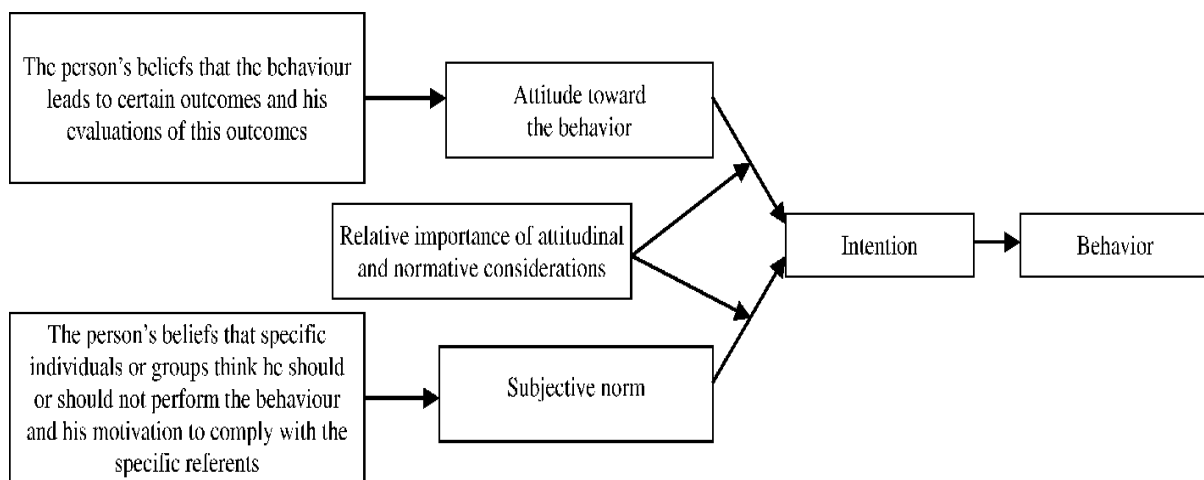 The person's beliefs that the behaviour
leads to certain outcomes and his
evaluations of this outcomes
Attitude toward
the behavior
Relative importance of attitudinal
and normative considerations
Intention
Behavior
The person's beliefs that specific
individuals or groups think he should
or should not perform the behaviour
and his motivation to comply with the
specific referents
Subjective norm